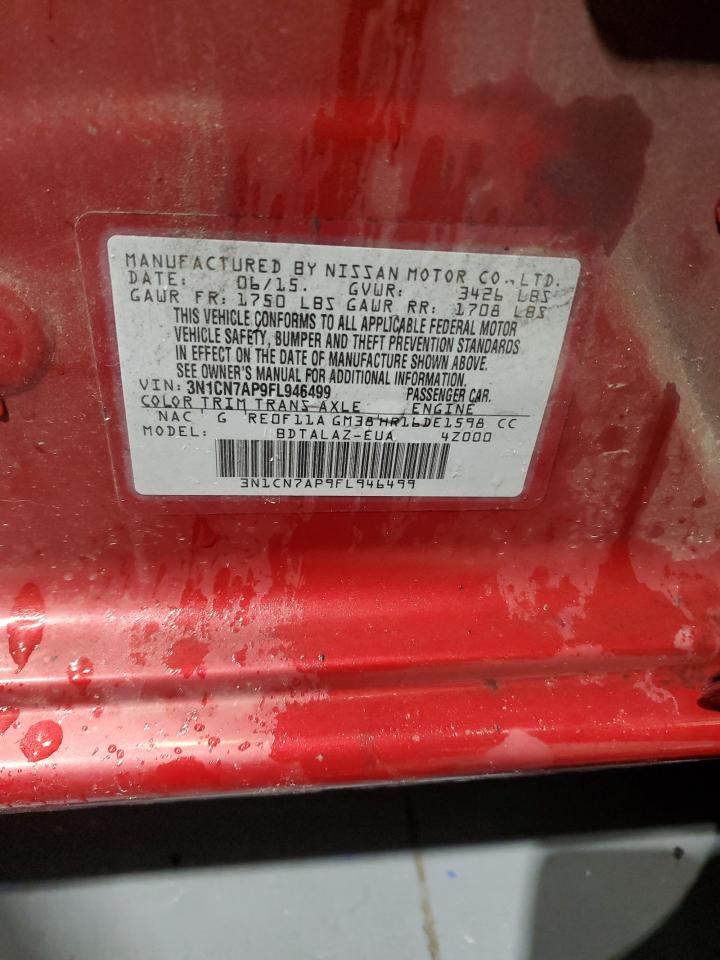 MANUFACTURED BY NISSAN MOTOR CO., LTD.
DATE: 06/15. GVWR: 3426 LBS
GAWR FR: 1750 LBS GAWR RR: 1708 LBS
THIS VEHICLE CONFORMS TO ALL APPLICABLE FEDERAL MOTOR
VEHICLE SAFETY, BUMPER AND THEFT PREVENTION STANDARDS
IN EFFECT ON THE DATE OF MANUFACTURE SHOWN ABOVE.
SEE OWNER'S MANUAL FOR ADDITIONAL INFORMATION.
VIN: 3N1CN7AP9FL946499 PASSENGER CAR.
COLOR TRIM TRANS AXLE ENGINE
NAC G RE0F11A GM38 HR16DE1598 CC
MODEL: BDTALAZ-EUA 4Z000
3N1CN7AP9FL946499